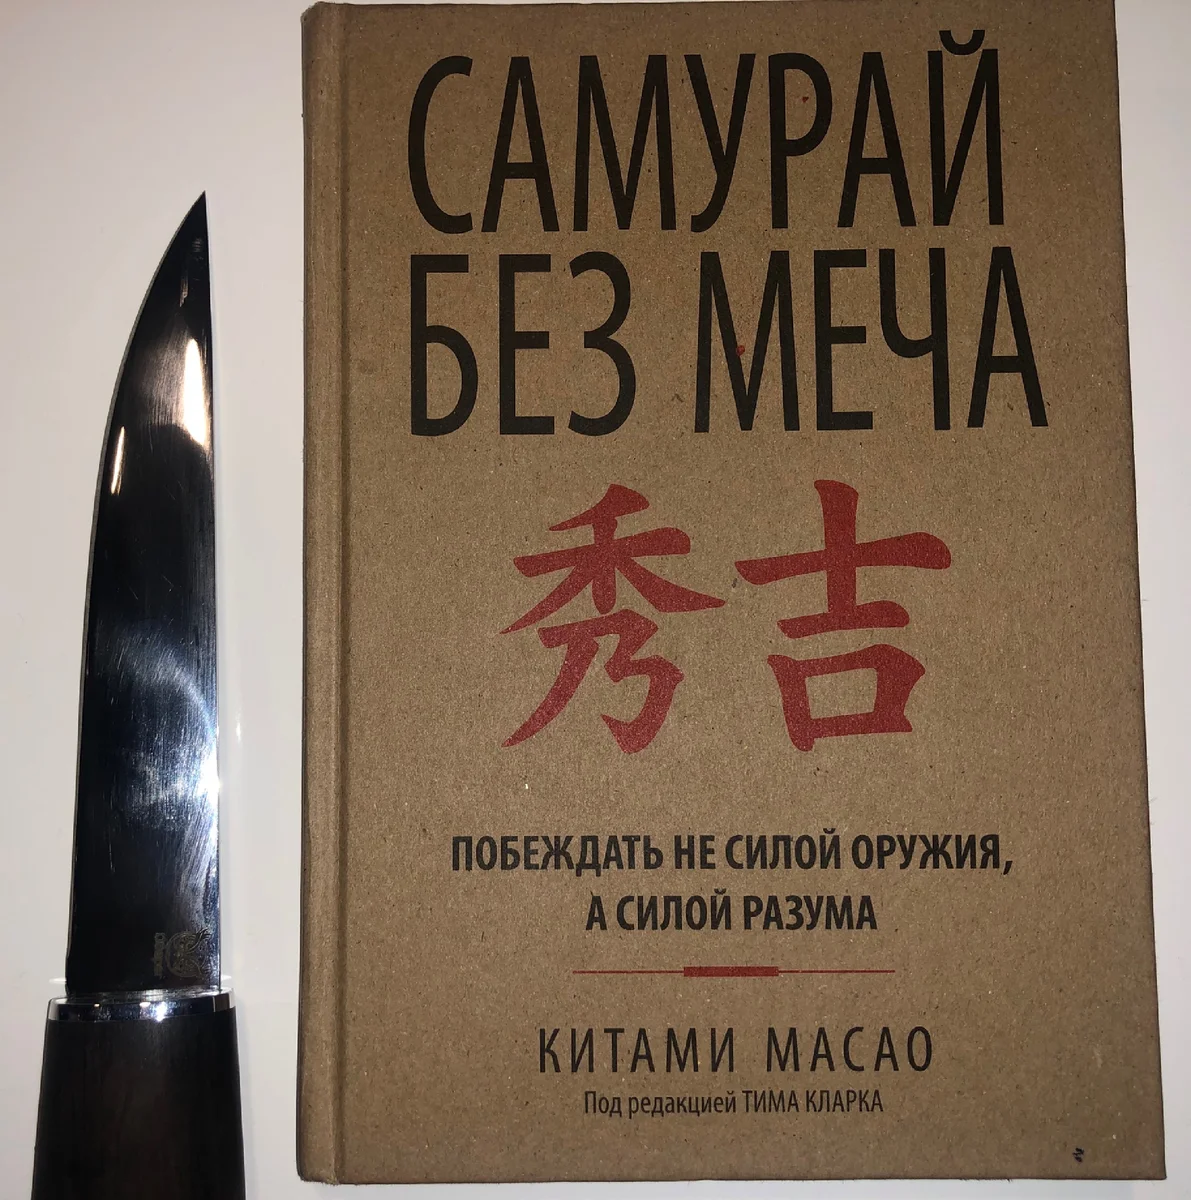 САМУРАЙ
БЕЗ МЕЧА
秀吉
ПОБЕЖДАТЬ НЕ СИЛОЙ ОРУЖИЯ,
А СИЛОЙ РАЗУМА
КИТАМИ МАСАО
Под редакцией ТИМА КЛАРКА